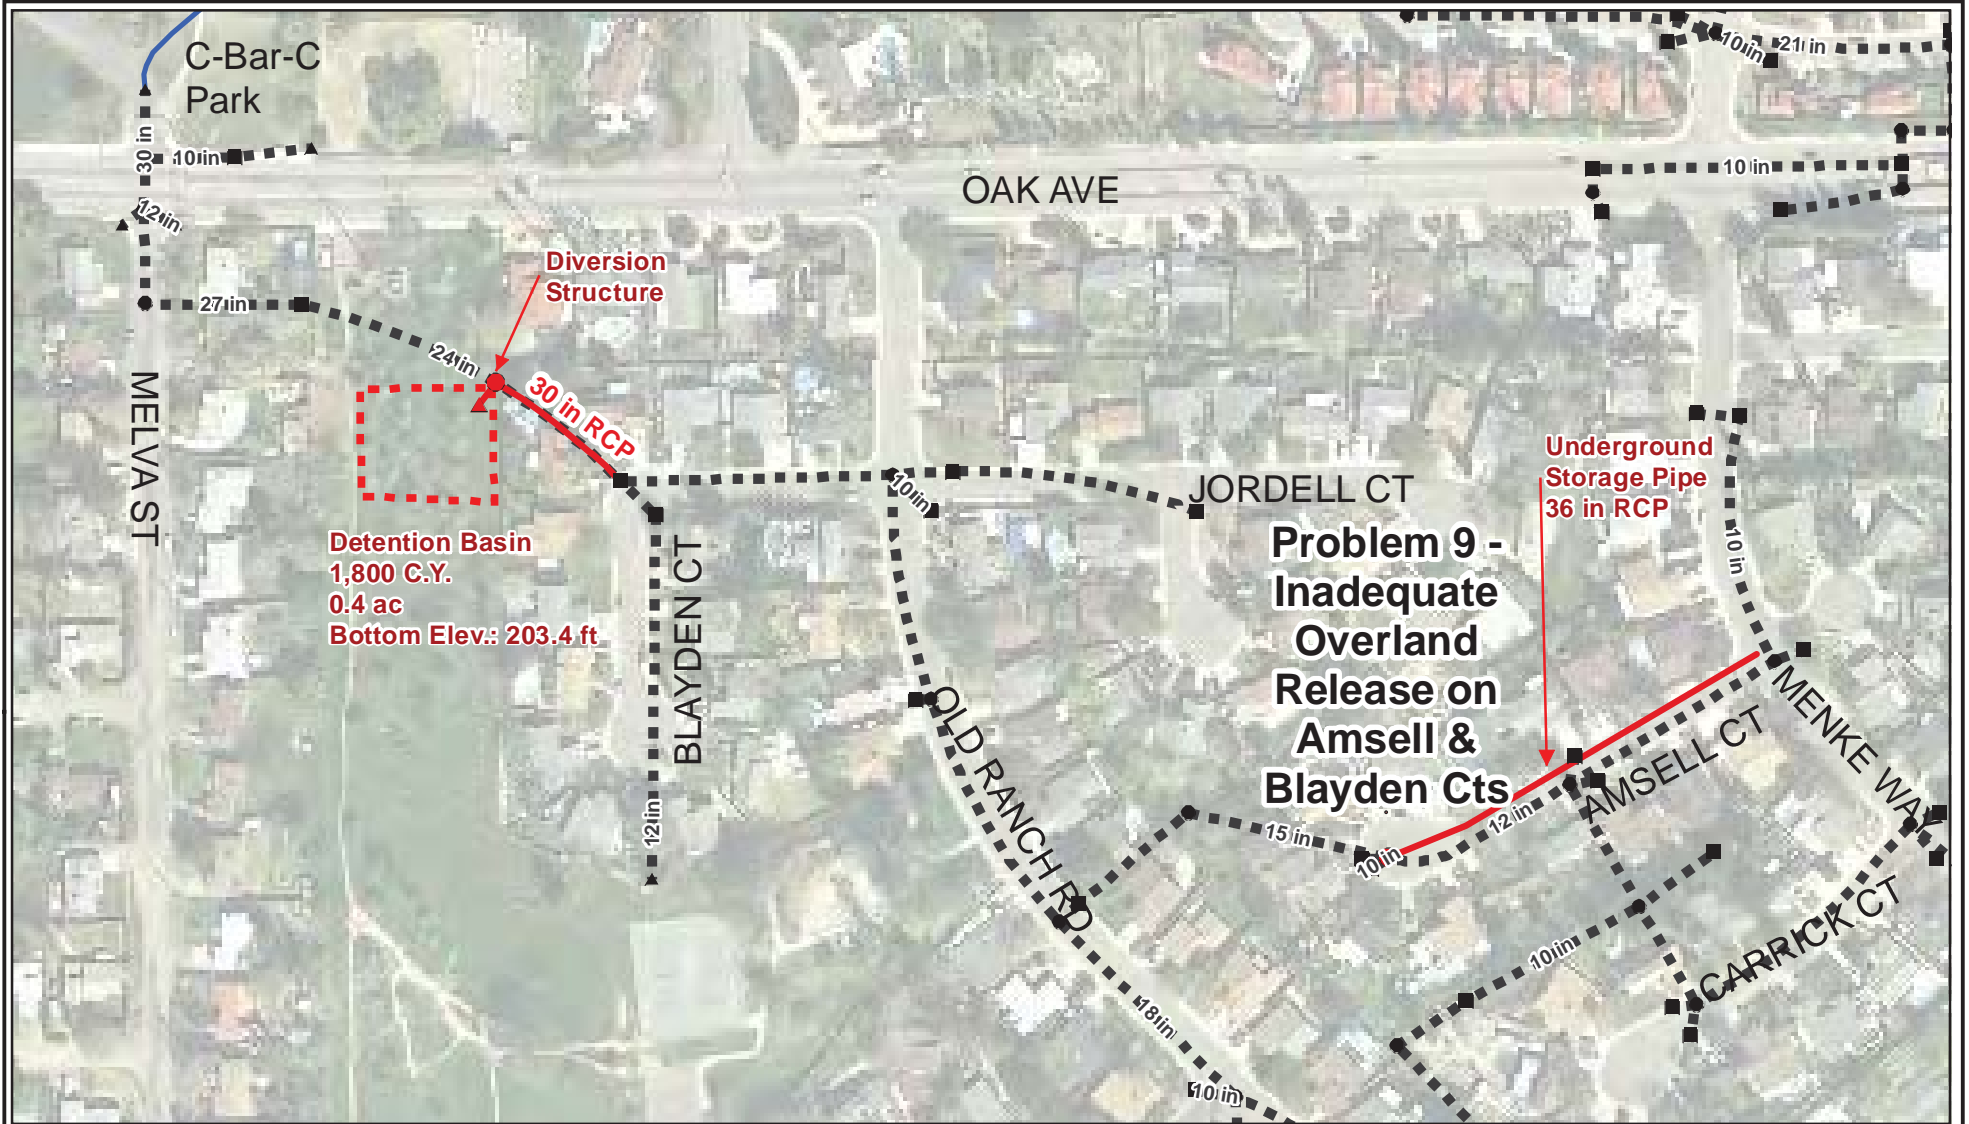 C-Bar-C
Park
10 in
21 in
30 in
10 in
12 in
OAK AVE
10 in
Diversion
Structure
27 in
24 in
30 in RCP
MELVA ST
Underground
Storage Pipe
36 in RCP
10 in
JORDELL CT
10 in
Detention Basin
1,800 C.Y.
0.4 ac
Bottom Elev.: 203.4 ft
BLAYDEN CT
12 in
Problem 9 -
Inadequate
Overland
Release on
Amsell &
Blayden Cts
OLD RANCH RD
MENKE WAY
AMSELL CT
12 in
15 in
10 in
CARRICK CT
10 in
18 in
10 in